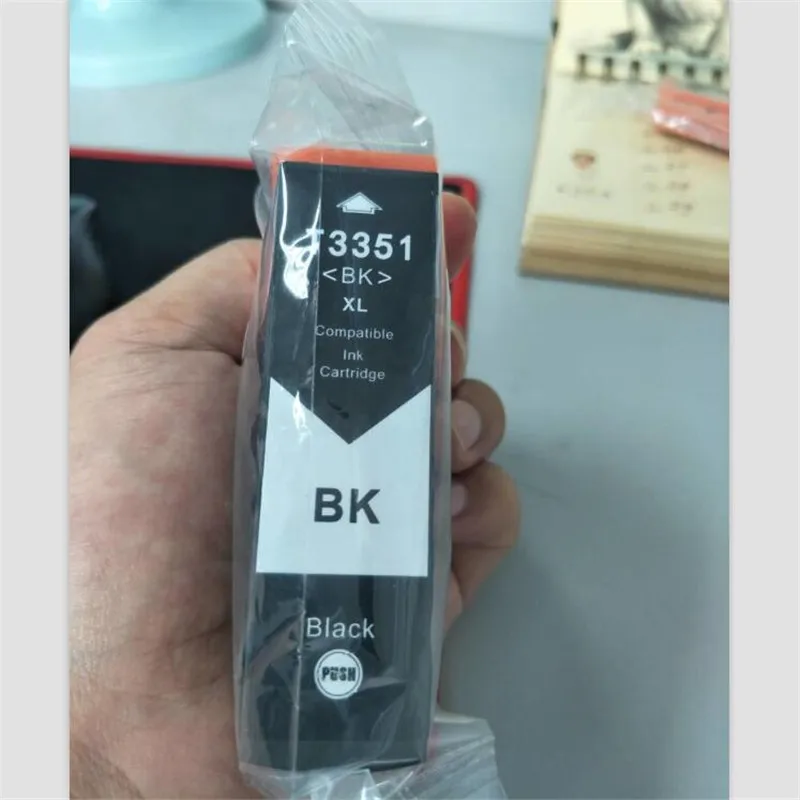 T3351
<BK>
XL
Compatible
Ink
Cartridge
BK
Black
PUSH